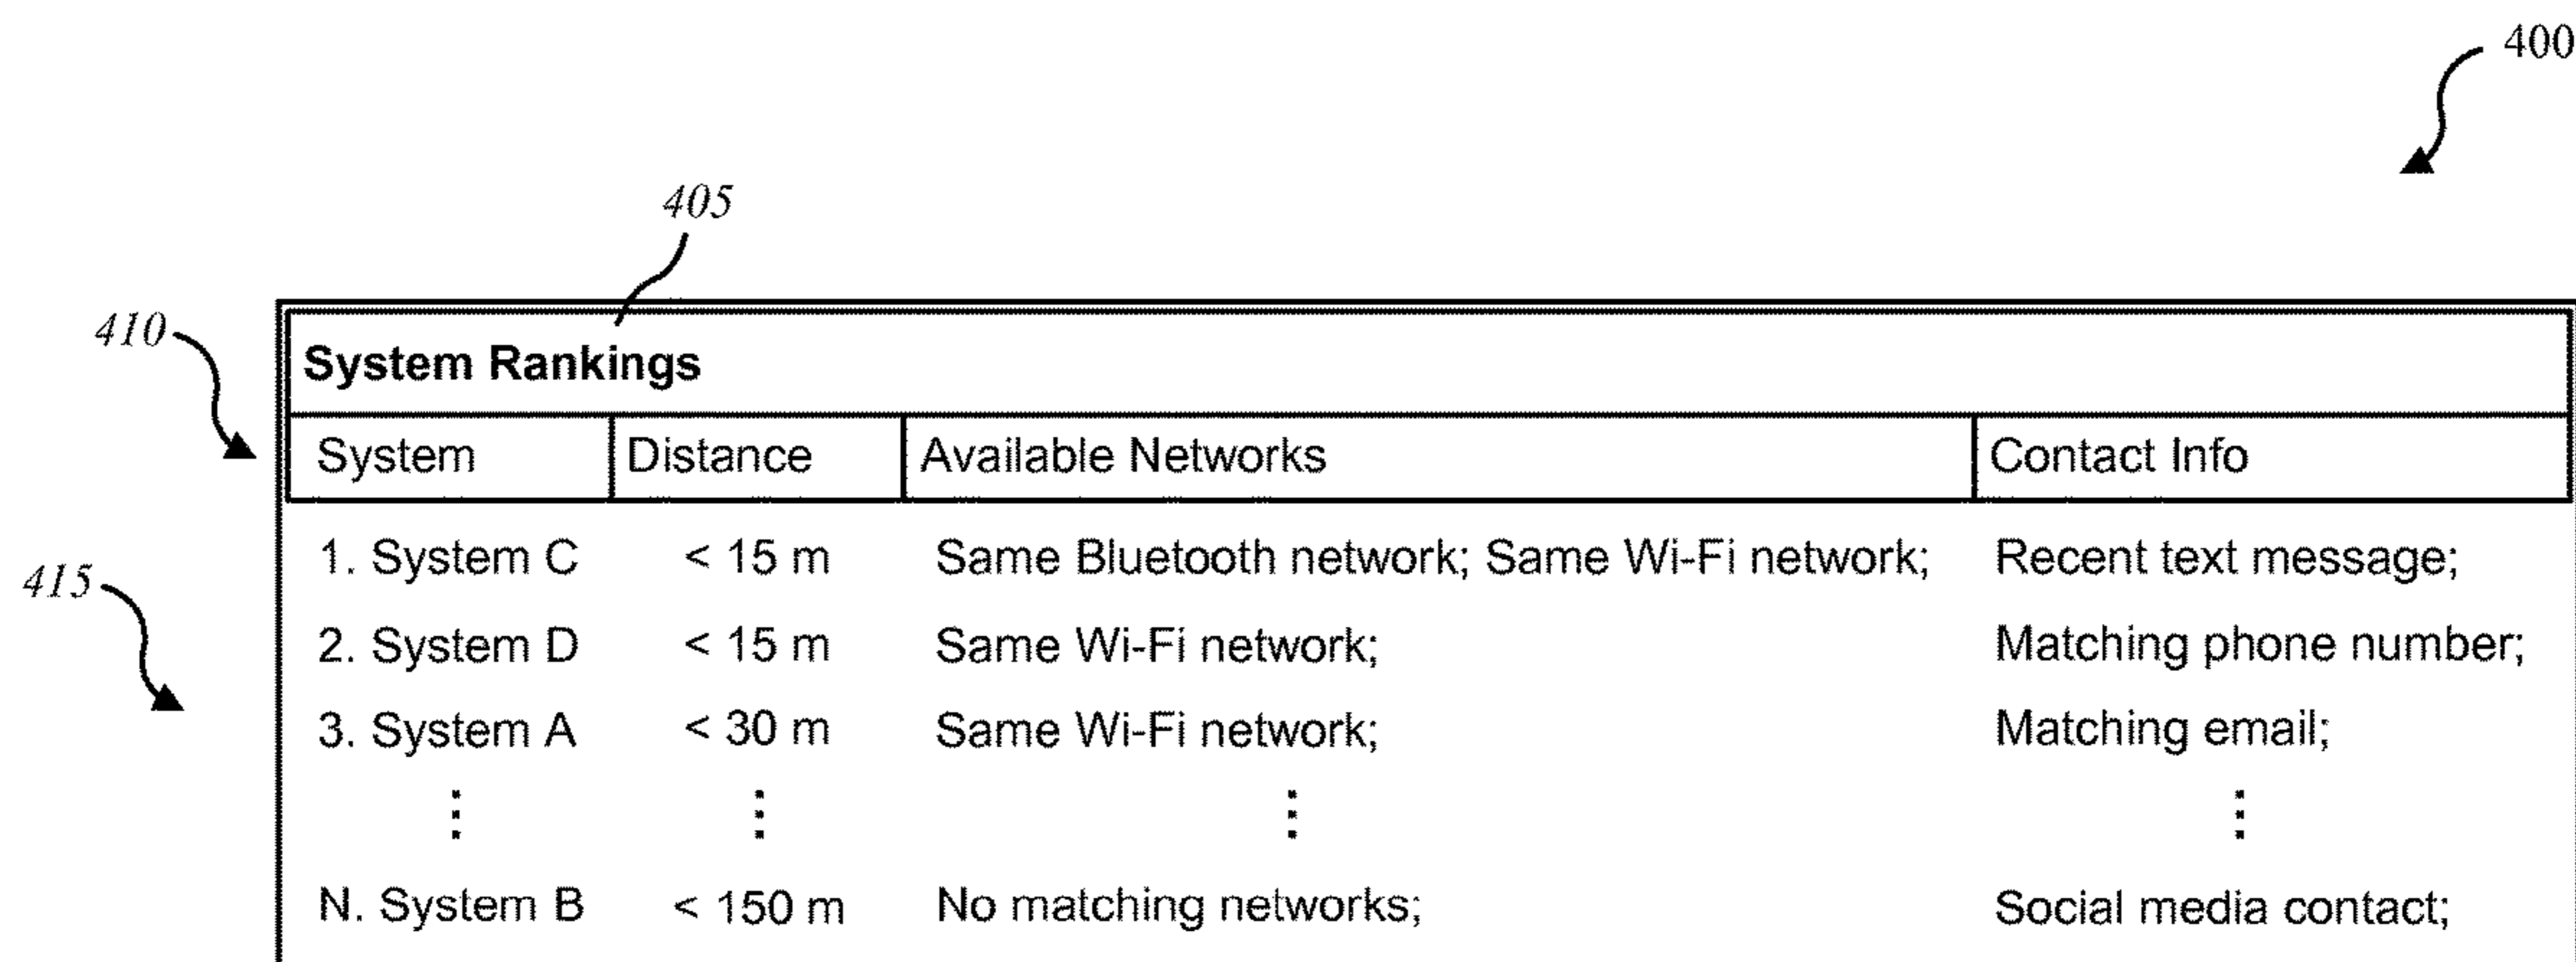 400
405
410
System Rankings
System Distance Available Networks Contact Info
415
1. System C < 15 m Same Bluetooth network; Same Wi-Fi network; Recent text message;
2. System D < 15 m Same Wi-Fi network; Matching phone number;
3. System A < 30 m Same Wi-Fi network; Matching email;
N. System B < 150 m No matching networks; Social media contact;